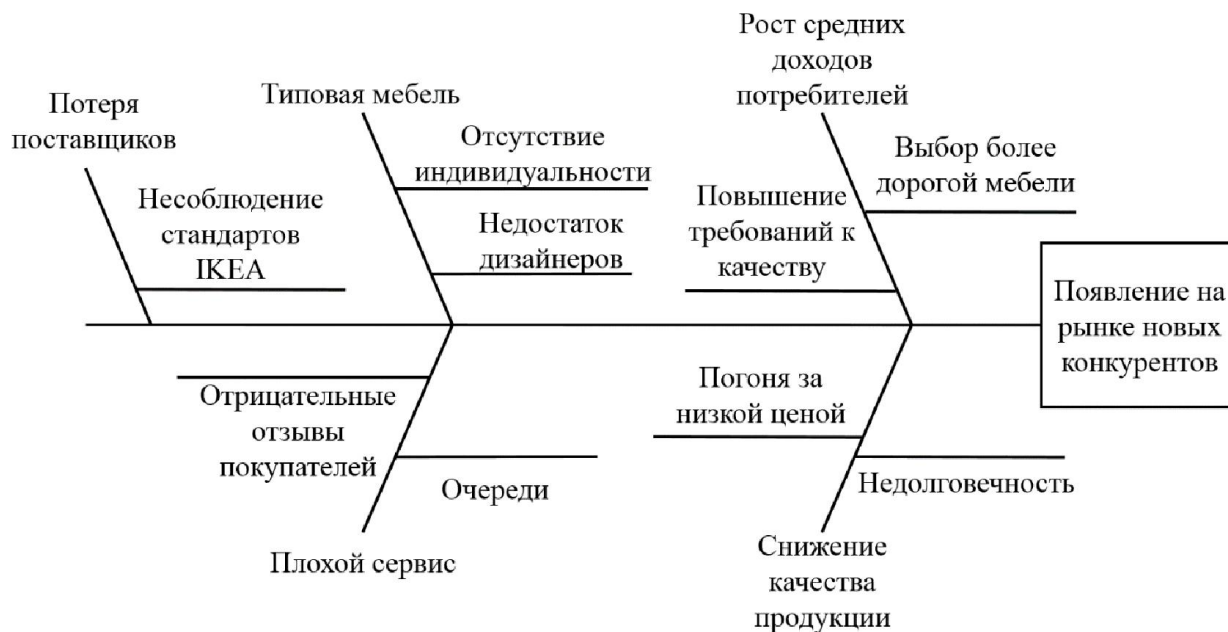 Рост средних
доходов
потребителей
Типовая мебель
Потеря
поставщиков
Отсутствие
индивидуальности
Выбор более
дорогой мебели
Несоблюдение
стандартов
IKEA
Повышение
требований к
качеству
Недостаток
дизайнеров
Появление на
рынке новых
конкурентов
Погоня за
низкой ценой
Отрицательные
отзывы
покупателей
Очереди
Недолговечность
Плохой сервис
Снижение
качества
продукции